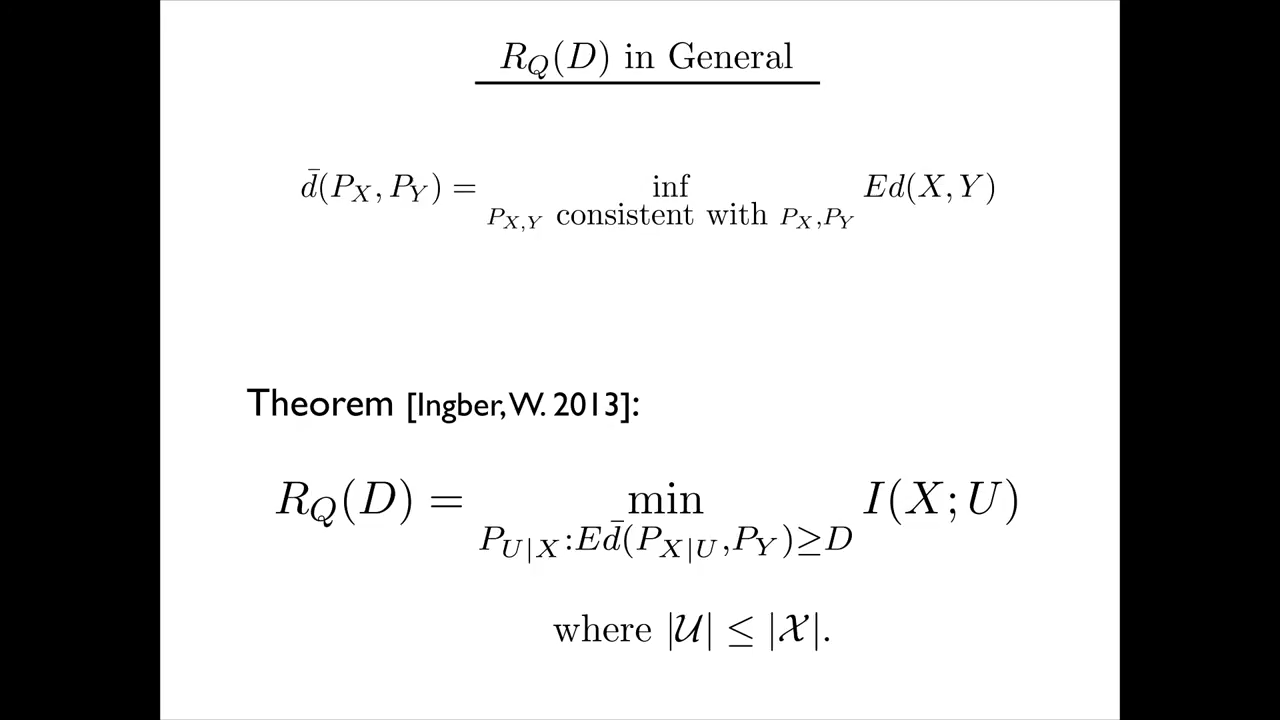 R_Q(D) in General
d̄(P_X, P_Y) = inf_{P_{X,Y} consistent with P_X,P_Y} Ed(X, Y)
Theorem [Ingber, W. 2013]:
R_Q(D) = min_{P_{U|X}:Ed̄(P_{X|U},P_Y)≥D} I(X; U)
where |𝒰| ≤ |𝒳|.